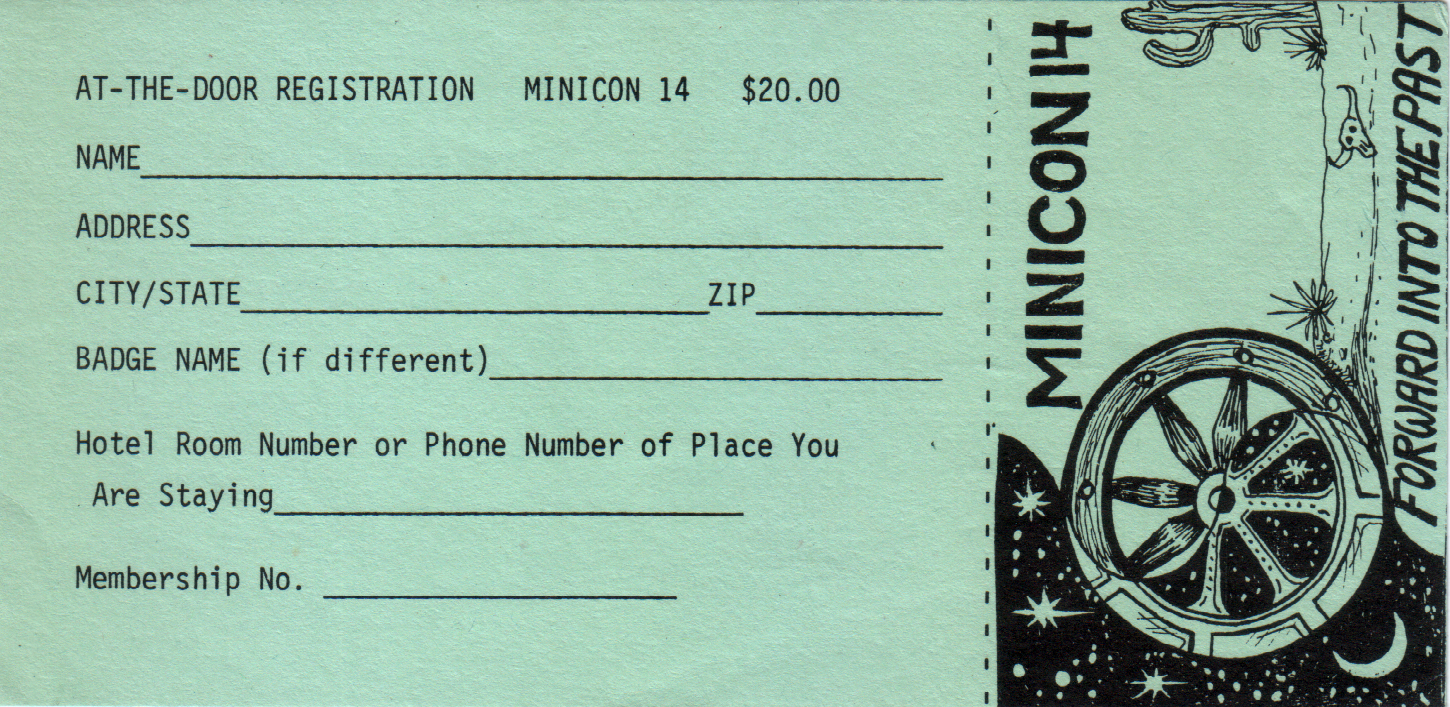 AT-THE-DOOR REGISTRATION MINICON 14 $20.00
NAME
ADDRESS
CITY/STATE ZIP
BADGE NAME (if different)
Hotel Room Number or Phone Number of Place You
Are Staying
Membership No.
MINICON 14
FORWARD INTO THE PAST